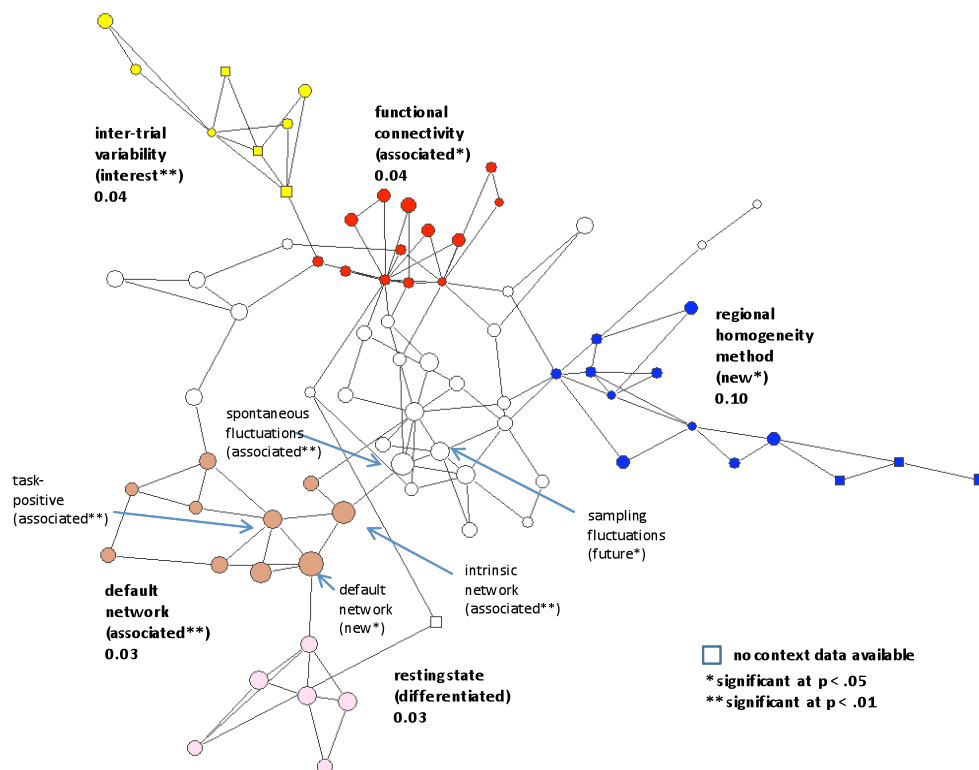 functional
connectivity
(associated*)
0.04
inter-trial
variability
(interest**)
0.04
regional
homogeneity
method
(new*)
0.10
spontaneous
fluctuations
(associated**)
task-
positive
(associated**)
sampling
fluctuations
(future*)
intrinsic
network
(associated**)
default
network
(new*)
default
network
(associated**)
0.03
resting state
(differentiated)
0.03
no context data available
* significant at p < .05
** significant at p < .01